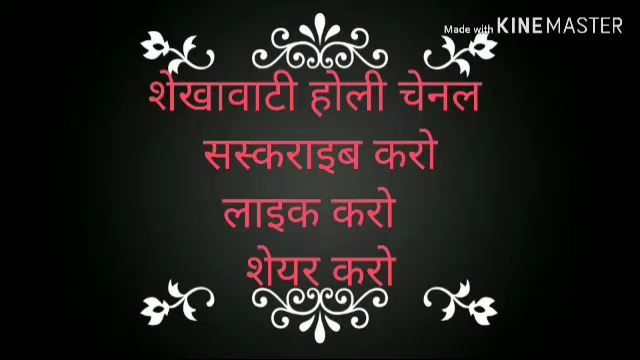 Made with KINEMASTER
शेखावाटी होली चेनल
सस्कराइब करो
लाइक करो
शेयर करो